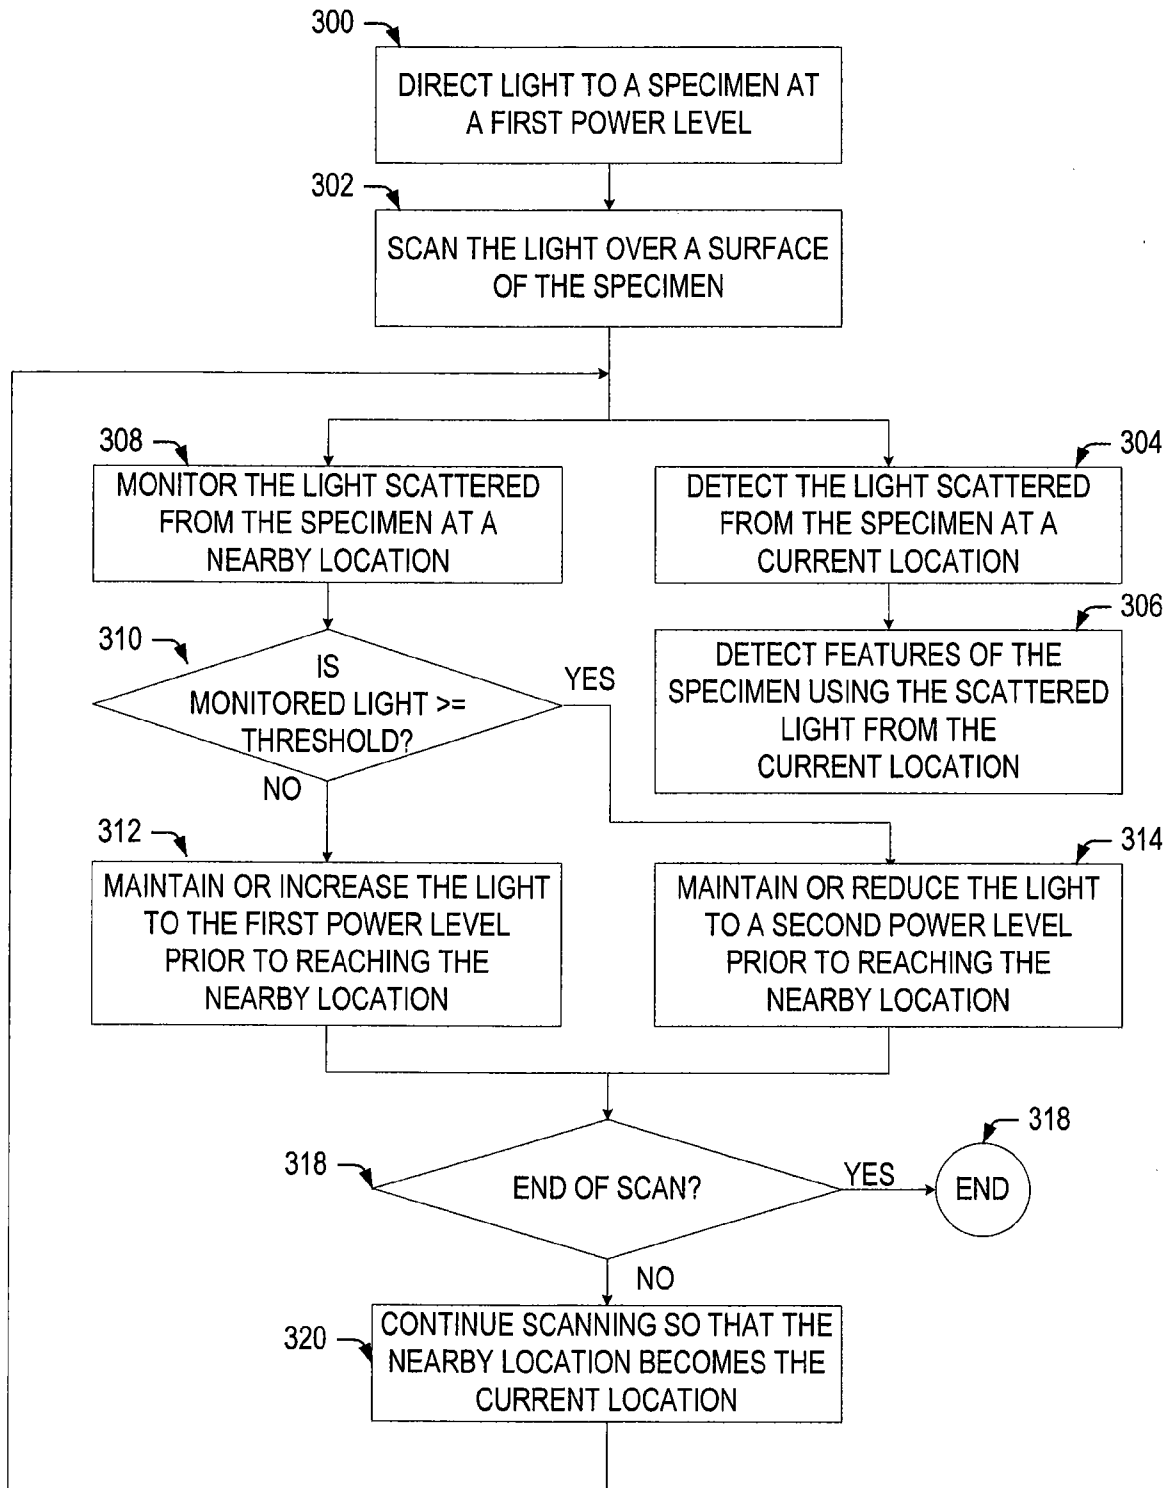 300
DIRECT LIGHT TO A SPECIMEN AT
A FIRST POWER LEVEL
302
SCAN THE LIGHT OVER A SURFACE
OF THE SPECIMEN
308
MONITOR THE LIGHT SCATTERED
FROM THE SPECIMEN AT A
NEARBY LOCATION
304
DETECT THE LIGHT SCATTERED
FROM THE SPECIMEN AT A
CURRENT LOCATION
306
DETECT FEATURES OF THE
SPECIMEN USING THE SCATTERED
LIGHT FROM THE
CURRENT LOCATION
310
IS
MONITORED LIGHT >=
THRESHOLD?
YES
NO
312
MAINTAIN OR INCREASE THE LIGHT
TO THE FIRST POWER LEVEL
PRIOR TO REACHING THE
NEARBY LOCATION
314
MAINTAIN OR REDUCE THE LIGHT
TO A SECOND POWER LEVEL
PRIOR TO REACHING THE
NEARBY LOCATION
318
END OF SCAN?
YES
318
END
NO
320
CONTINUE SCANNING SO THAT THE
NEARBY LOCATION BECOMES THE
CURRENT LOCATION